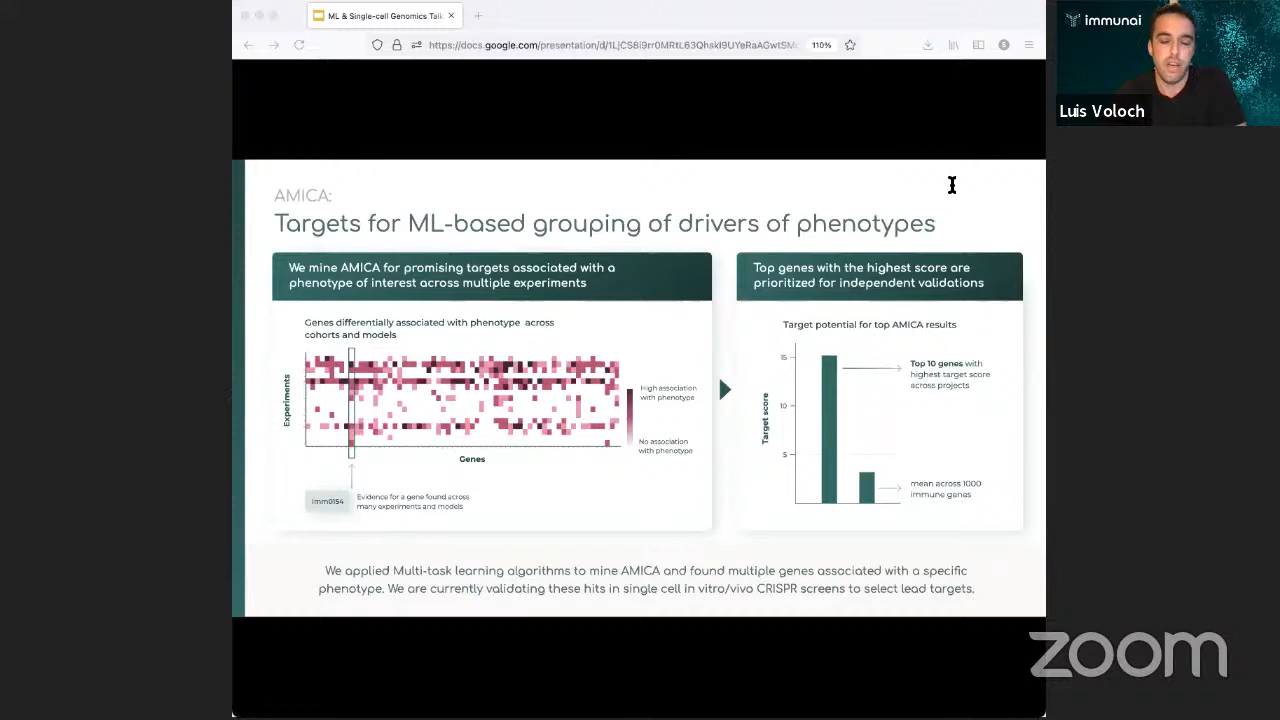 ML & Single-cell Genomics Talk
110%
immunai
Luis Voloch
AMICA:
Targets for ML-based grouping of drivers of phenotypes
We mine AMICA for promising targets associated with a
phenotype of interest across multiple experiments
Genes differentially associated with phenotype across
cohorts and models
Experiments
High association
with phenotype
No association
with phenotype
Genes
Imm0154
Evidence for a gene found across
many experiments and models
Top genes with the highest score are
prioritized for independent validations
Target potential for top AMICA results
Target score
15
10
5
Top 10 genes with
highest target score
across projects
mean across 1000
immune genes
We applied Multi-task learning algorithms to mine AMICA and found multiple genes associated with a specific
phenotype. We are currently validating these hits in single cell in vitro/vivo CRISPR screens to select lead targets.
zoom